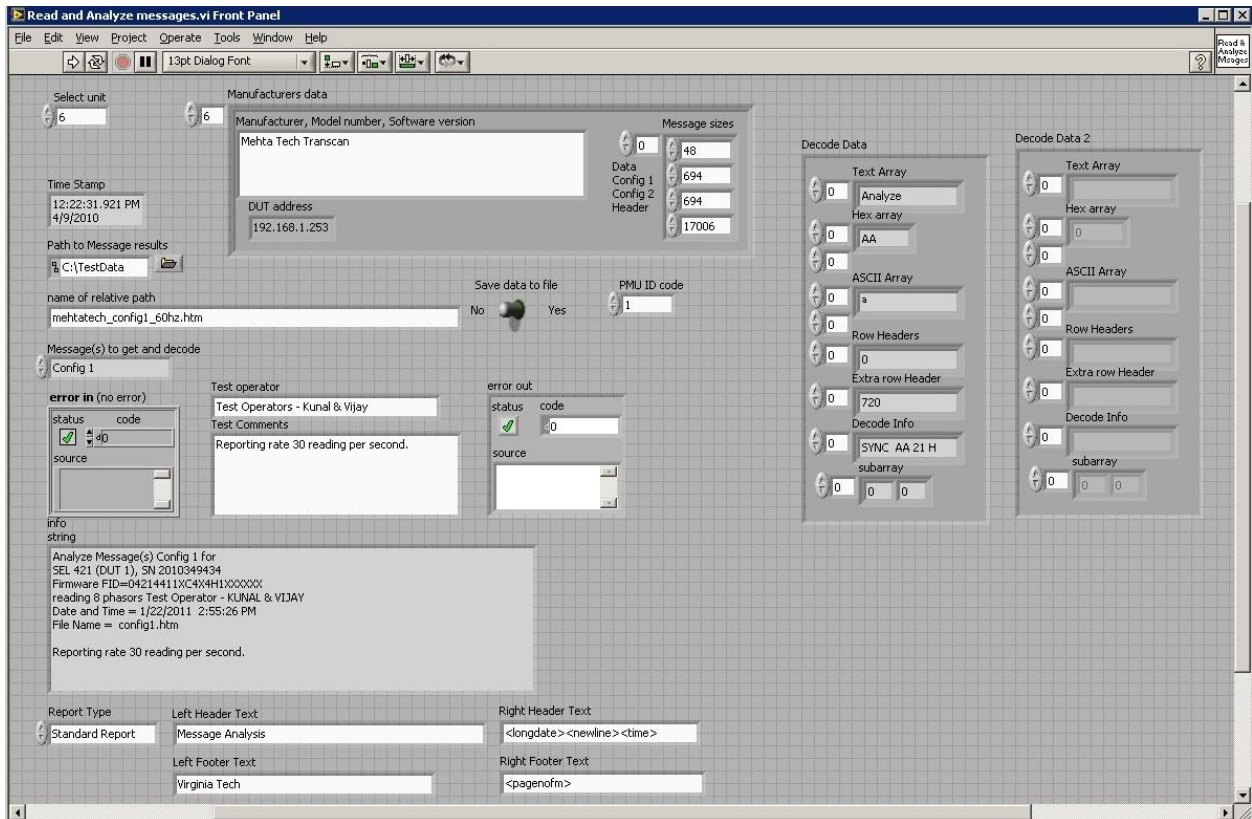 Read and Analyze messages.vi Front Panel
File Edit View Project Operate Tools Window Help
13pt Dialog Font
Read & Analyze Msages
Select unit
6
Manufacturers data
6
Manufacturer, Model number, Software version
Mehta Tech Transcan
Message sizes
0
48
694
694
17006
Data
Config 1
Config 2
Header
DUT address
192.168.1.253
Time Stamp
12:22:31.921 PM
4/9/2010
Path to Message results
C:\TestData
name of relative path
mehtatech_config1_60hz.htm
Save data to file
No Yes
PMU ID code
1
Message(s) to get and decode
Config 1
error in (no error)
status code
d0
source
Test operator
Test Operators - Kunal & Vijay
Test Comments
Reporting rate 30 reading per second.
error out
status code
0
source
info
string
Analyze Message(s) Config 1 for
SEL 421 (DUT 1), SN 2010349434
Firmware FID=04214411XC4X4H1XXXXXX
reading 8 phasors Test Operator - KUNAL & VIJAY
Date and Time = 1/22/2011 2:55:26 PM
File Name = config1.htm
Reporting rate 30 reading per second.
Report Type
Standard Report
Left Header Text
Message Analysis
Right Header Text
<longdate><newline><time>
Left Footer Text
Virginia Tech
Right Footer Text
<pagenofm>
Decode Data
Text Array
0 Analyze
Hex array
0 AA
0
ASCII Array
0 a
0
Row Headers
0 0
Extra row Header
0 720
Decode Info
0 SYNC AA 21 H
subarray
0 0 0
Decode Data 2
Text Array
0
Hex array
0 0
0
ASCII Array
0
0
Row Headers
0
Extra row Header
0
Decode Info
0
subarray
0 0 0